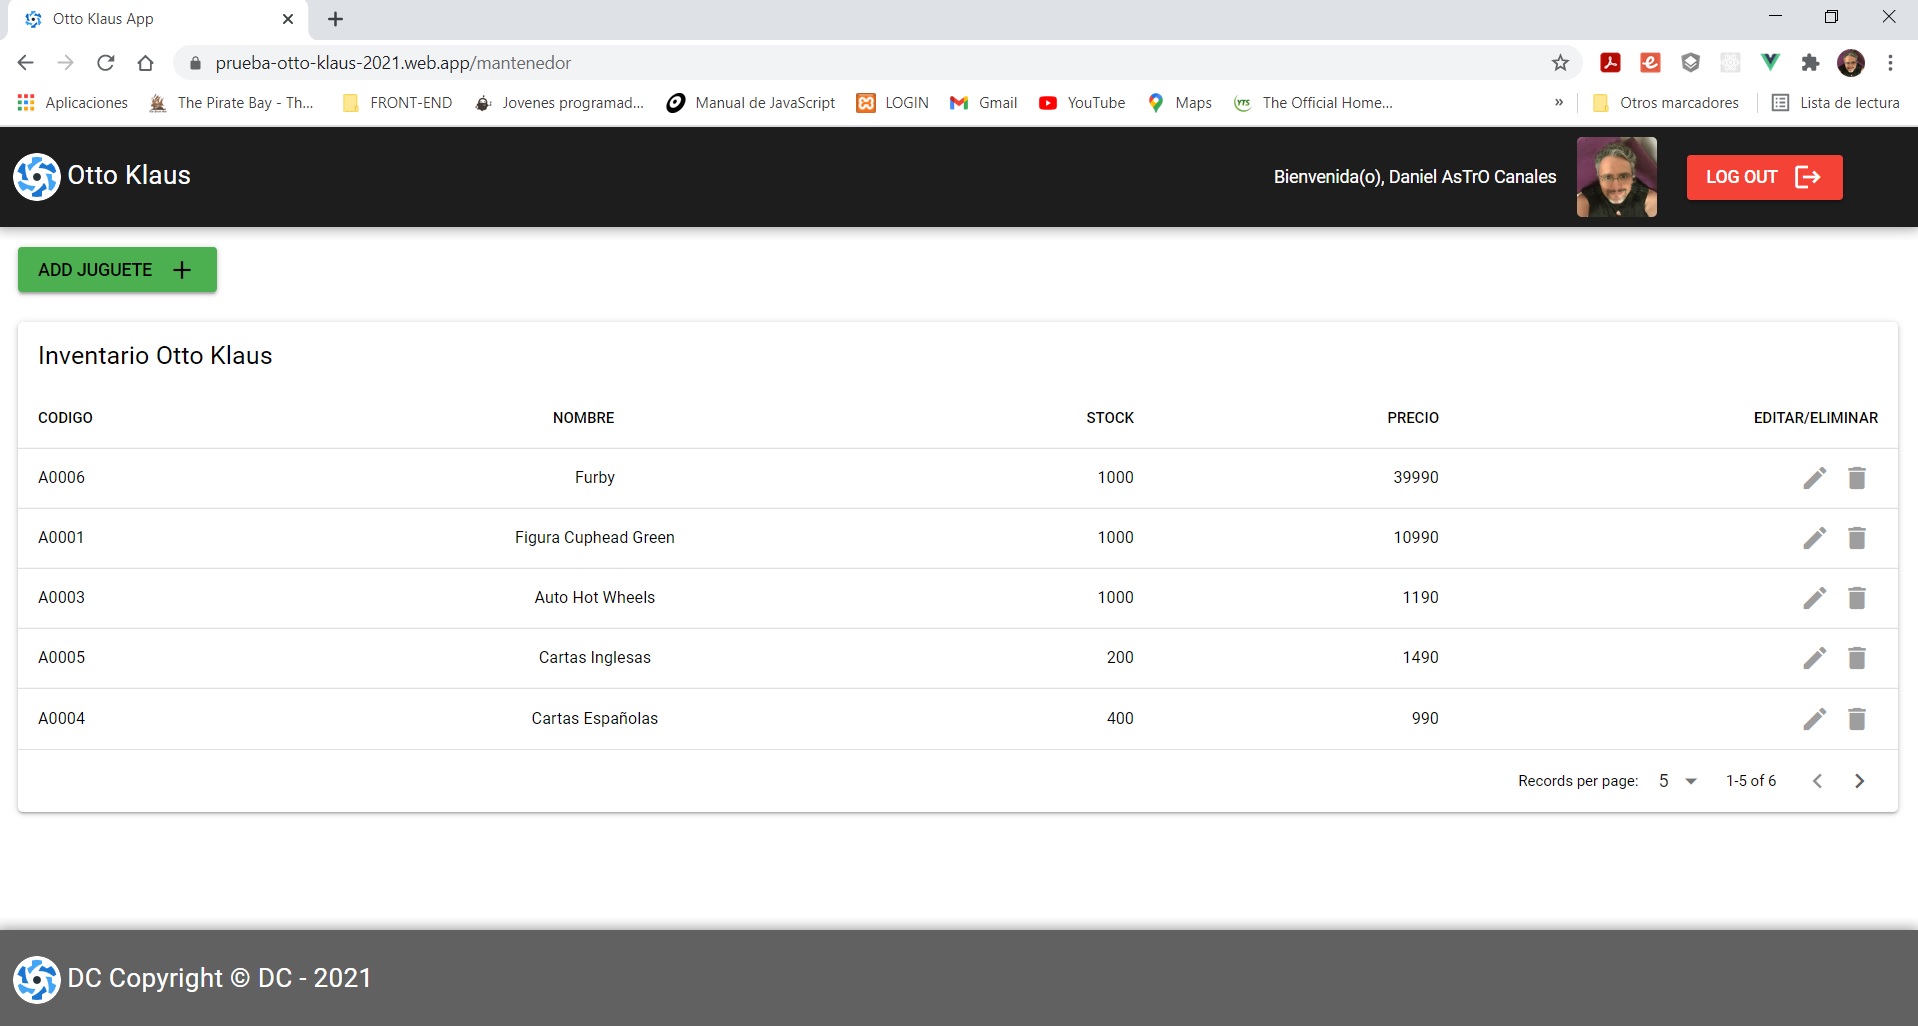 Otto Klaus App
prueba-otto-klaus-2021.web.app/mantenedor
Aplicaciones The Pirate Bay - Th... FRONT-END Jovenes programad... Manual de JavaScript LOGIN Gmail YouTube YTS The Official Home... » Otros marcadores Lista de lectura
Otto Klaus Bienvenida(o), Daniel AsTrO Canales LOG OUT
ADD JUGUETE
Inventario Otto Klaus
CODIGO NOMBRE STOCK PRECIO EDITAR/ELIMINAR
A0006 Furby 1000 39990
A0001 Figura Cuphead Green 1000 10990
A0003 Auto Hot Wheels 1000 1190
A0005 Cartas Inglesas 200 1490
A0004 Cartas Españolas 400 990
Records per page: 5 1-5 of 6
DC Copyright © DC - 2021